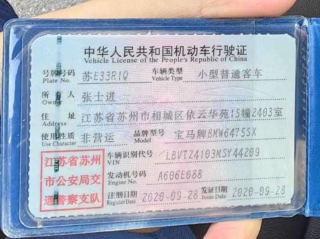 中华人民共和国机动车行驶证
Vehicle License of the People's Republic of China
号牌号码 苏E33R1Q 车辆类型 小型普通客车
Plate No. Vehicle Type
所有人 张士进
Owner
住 址 江苏省苏州市相城区依云华苑15幢2403室
Address
使用性质 非营运 品牌型号 宝马牌BMW6475SX
Use Character Model
江苏省苏州市公安局交通警察支队
车辆识别代号 LBVTZ4103MSY44209
VIN
发动机号码 A606E088
Engine No.
注册日期 2020-09-28 发证日期 2020-09-28
Register Date Issue Date